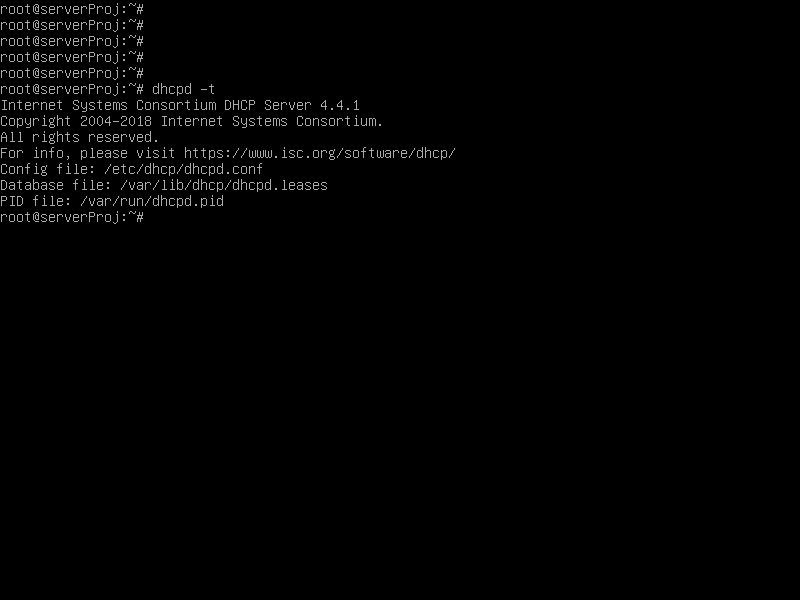 root@serverProj:~#
root@serverProj:~#
root@serverProj:~#
root@serverProj:~#
root@serverProj:~#
root@serverProj:~# dhcpd -t
Internet Systems Consortium DHCP Server 4.4.1
Copyright 2004-2018 Internet Systems Consortium.
All rights reserved.
For info, please visit https://www.isc.org/software/dhcp/
Config file: /etc/dhcp/dhcpd.conf
Database file: /var/lib/dhcp/dhcpd.leases
PID file: /var/run/dhcpd.pid
root@serverProj:~#